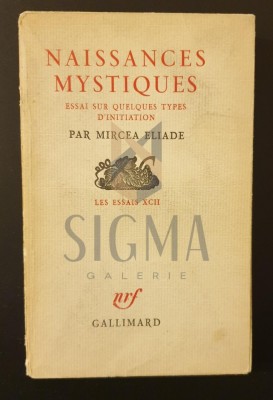 NAISSANCES
MYSTIQUES
ESSAI SUR QUELQUES TYPES
D'INITIATION
PAR MIRCEA ELIADE
LES ESSAIS XCII
SIGMA
GALERIE
nrf
GALLIMARD